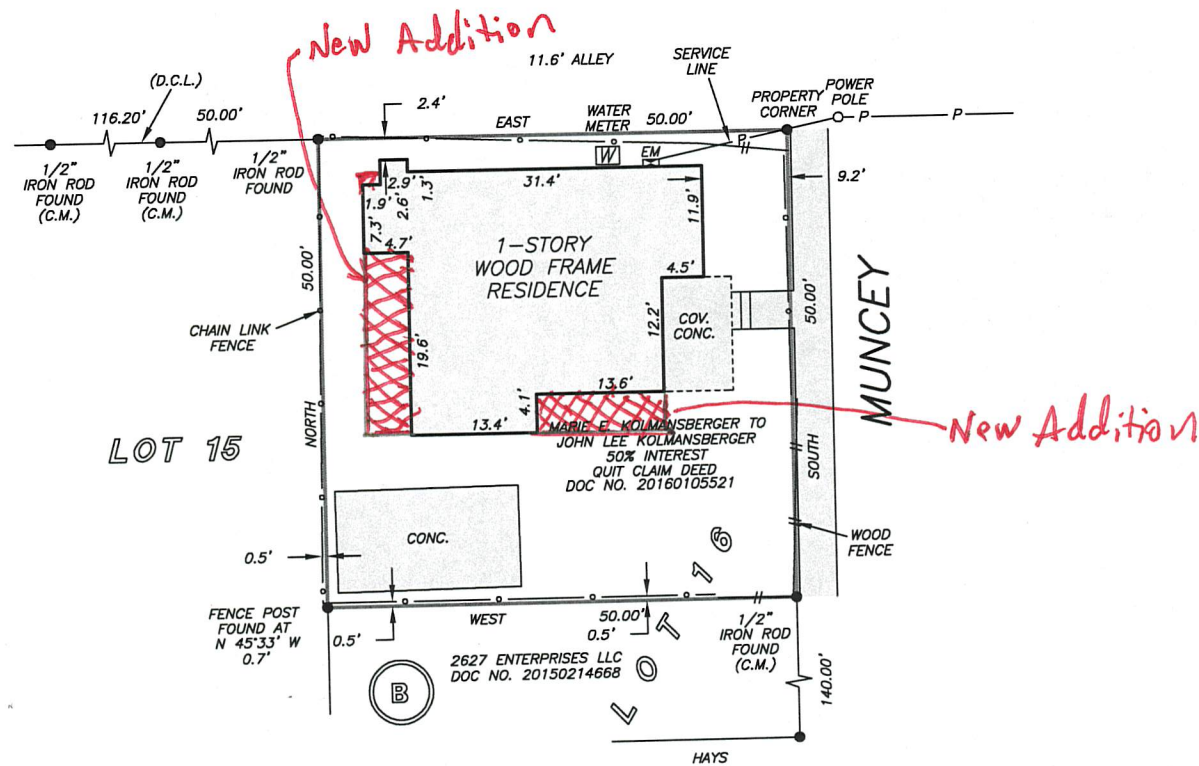 New Addition
11.6' ALLEY
SERVICE
LINE
(D.C.L.)
116.20'
50.00'
2.4'
EAST
WATER
METER
50.00'
PROPERTY
CORNER
POWER
POLE
P
P
P
1/2"
IRON ROD
FOUND
(C.M.)
1/2"
IRON ROD
FOUND
(C.M.)
1/2"
IRON ROD
FOUND
W
EM
9.2'
2.9'
1.3'
31.4'
1.9'
2.6'
11.9'
7.3'
4.7'
1-STORY
WOOD FRAME
RESIDENCE
4.5'
50.00'
CHAIN LINK
FENCE
19.6'
12.2'
COV.
CONC.
50.00'
MUNCEY
13.6'
4.1'
13.4'
New Addition
MARIE E. KOLMANSBERGER TO
JOHN LEE KOLMANSBERGER
50% INTEREST
QUIT CLAIM DEED
DOC NO. 20160105521
LOT 15
NORTH
SOUTH
CONC.
0.5'
WOOD
FENCE
LOT 16
FENCE POST
FOUND AT
N 45°33' W
0.7'
0.5'
WEST
50.00'
0.5'
1/2"
IRON ROD
FOUND
(C.M.)
B
2627 ENTERPRISES LLC
DOC NO. 20150214668
140.00'
HAYS